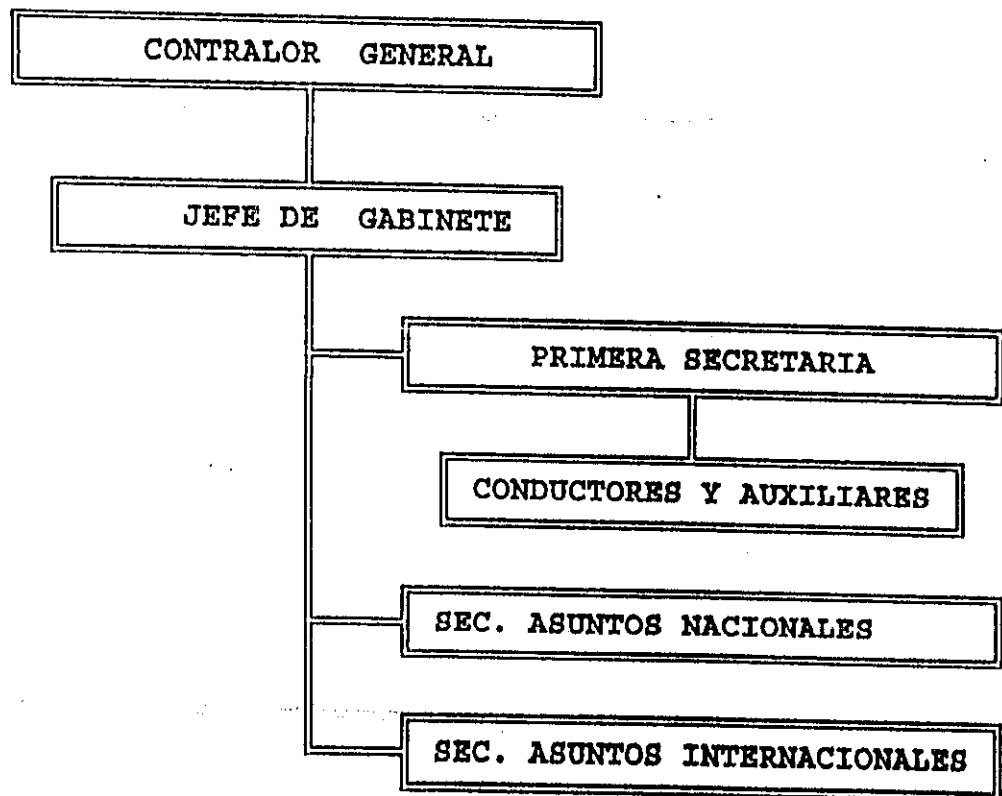 CONTRALOR GENERAL
JEFE DE GABINETE
PRIMERA SECRETARIA
CONDUCTORES Y AUXILIARES
SEC. ASUNTOS NACIONALES
SEC. ASUNTOS INTERNACIONALES